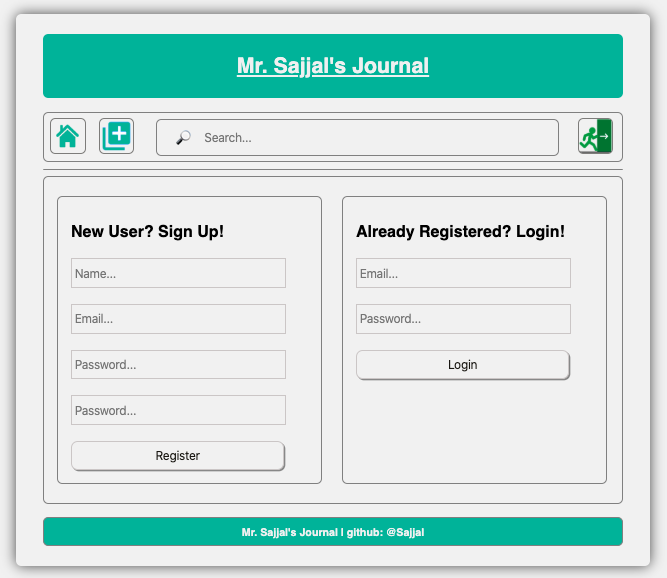 Mr. Sajjal's Journal
Search...
New User? Sign Up!
Name...
Email...
Password...
Password...
Register
Already Registered? Login!
Email...
Password...
Login
Mr. Sajjal's Journal | github: @Sajjal